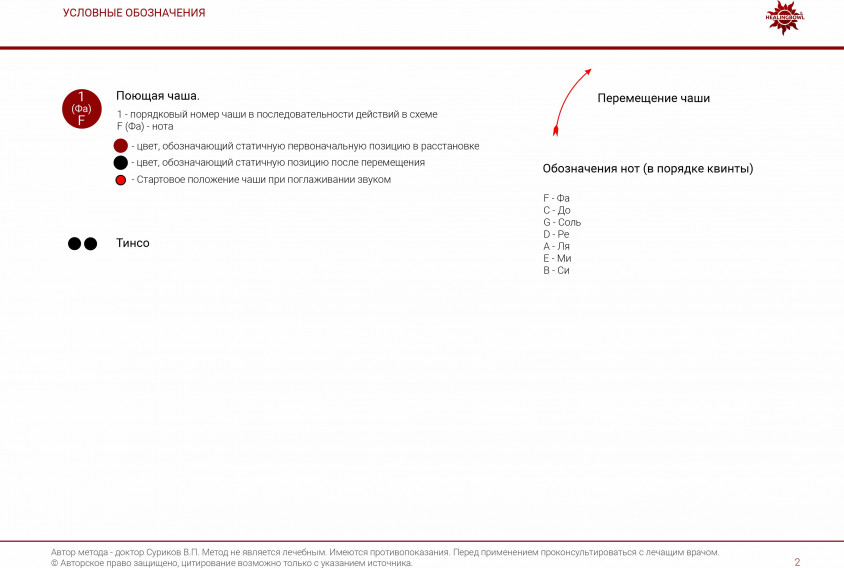 УСЛОВНЫЕ ОБОЗНАЧЕНИЯ
HEALINGBOWL
1
(Фа)
F
Поющая чаша.
1 - порядковый номер чаши в последовательности действий в схеме
F (Фа) - нота
- цвет, обозначающий статичную первоначальную позицию в расстановке
- цвет, обозначающий статичную позицию после перемещения
- Стартовое положение чаши при поглаживании звуком
Тинсо
Перемещение чаши
Обозначения нот (в порядке квинты)
F - Фа
C - До
G - Соль
D - Ре
A - Ля
E - Ми
B - Си
Автор метода - доктор Суриков В.П. Метод не является лечебным. Имеются противопоказания. Перед применением проконсультироваться с лечащим врачом.
© Авторское право защищено, цитирование возможно только с указанием источника.
2